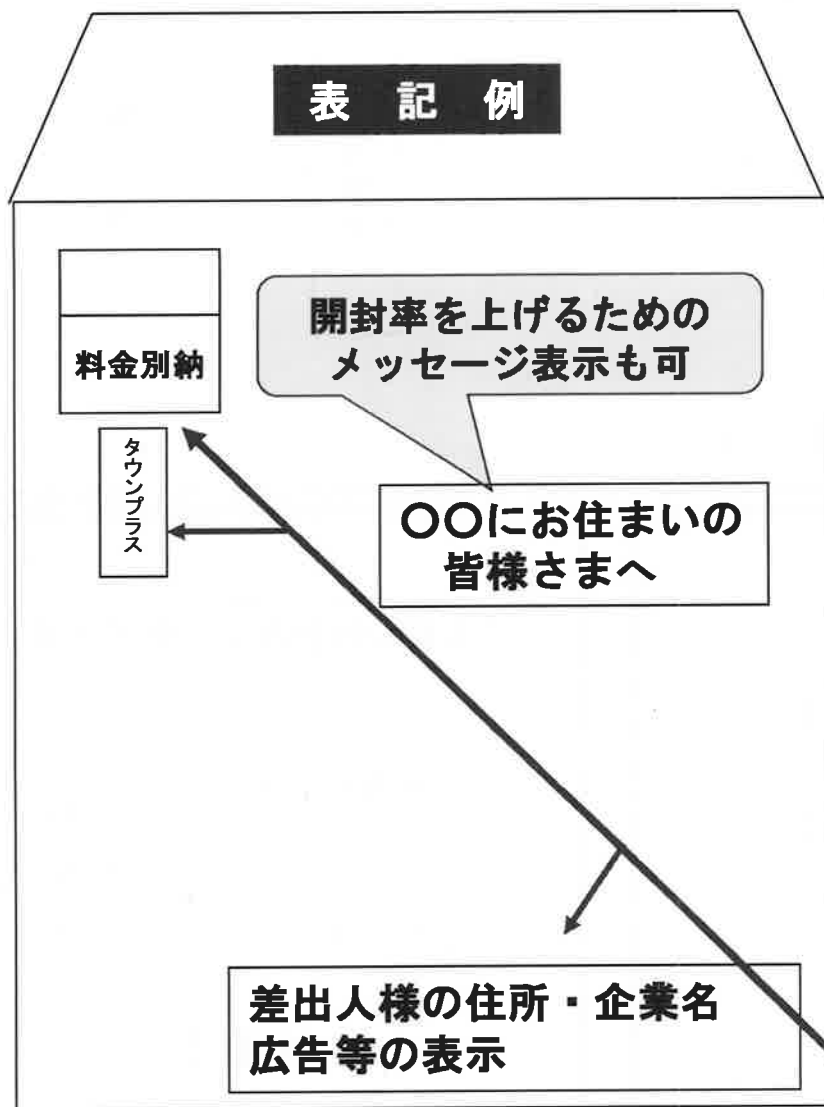 表記例
料金別納
開封率を上げるための
メッセージ表示も可
タウンプラス
〇〇にお住まいの
皆様さまへ
差出人様の住所・企業名
広告等の表示